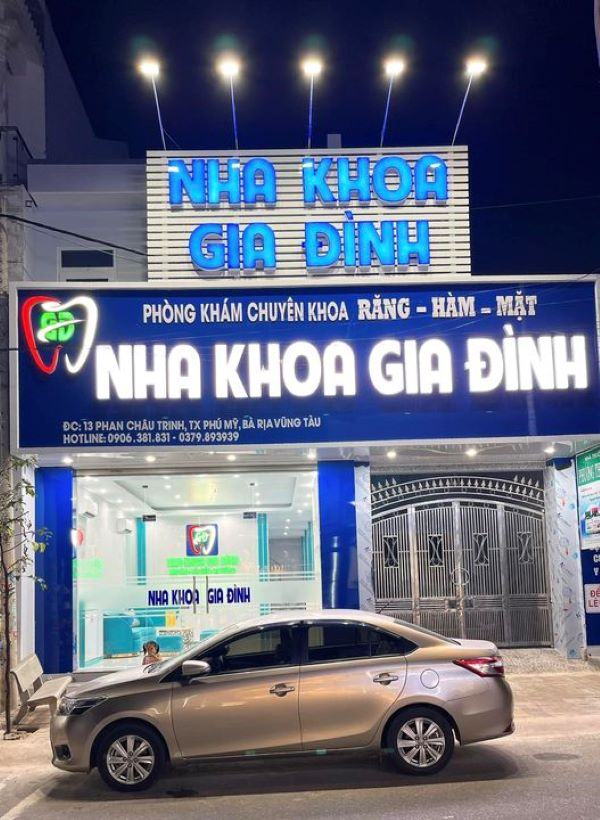 NHA KHOA
GIA ĐÌNH
PHÒNG KHÁM CHUYÊN KHOA RĂNG - HÀM - MẶT
GD
NHA KHOA GIA ĐÌNH
ĐC: 13 PHAN CHÂU TRINH, TX PHÚ MỸ, BÀ RỊA VŨNG TÀU
HOTLINE: 0906.381.831 - 0379.893939
NHA KHOA GIA ĐÌNH